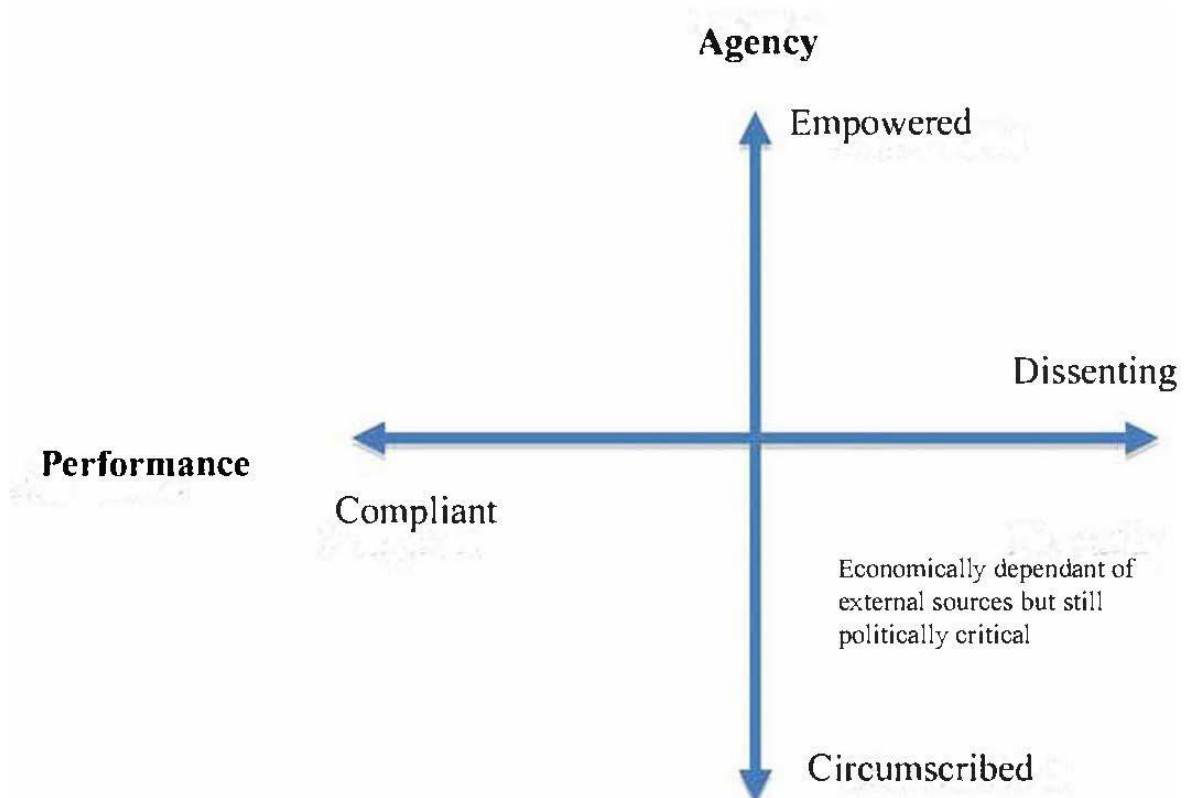 Agency
Empowered
Dissenting
Performance
Compliant
Economically dependant of
external sources but still
politically critical
Circumscribed